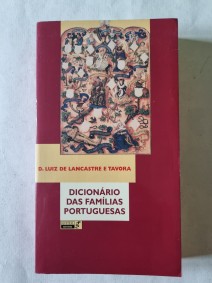 D. LUIZ DE LANCASTRE E TAVORA
DICIONÁRIO
DAS FAMÍLIAS
PORTUGUESAS